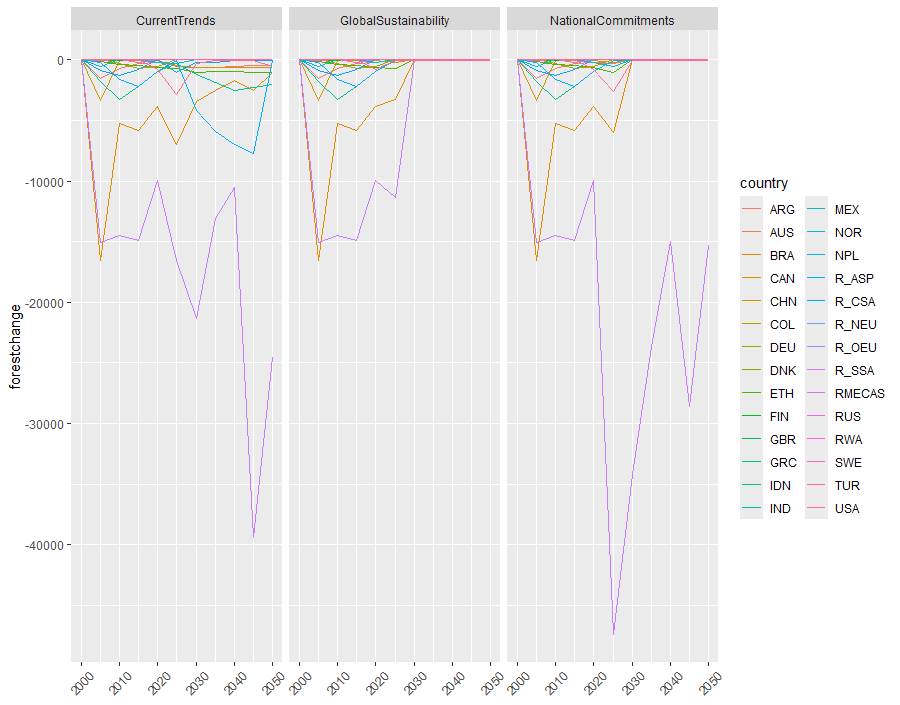 CurrentTrends GlobalSustainability NationalCommitments
0
-10000
-20000
-30000
-40000
forestchange
2000 2010 2020 2030 2040 2050 2000 2010 2020 2030 2040 2050 2000 2010 2020 2030 2040 2050
country
ARG MEX
AUS NOR
BRA NPL
CAN R_ASP
CHN R_CSA
COL R_NEU
DEU R_OEU
DNK R_SSA
ETH RMECAS
FIN RUS
GBR RWA
GRC SWE
IDN TUR
IND USA